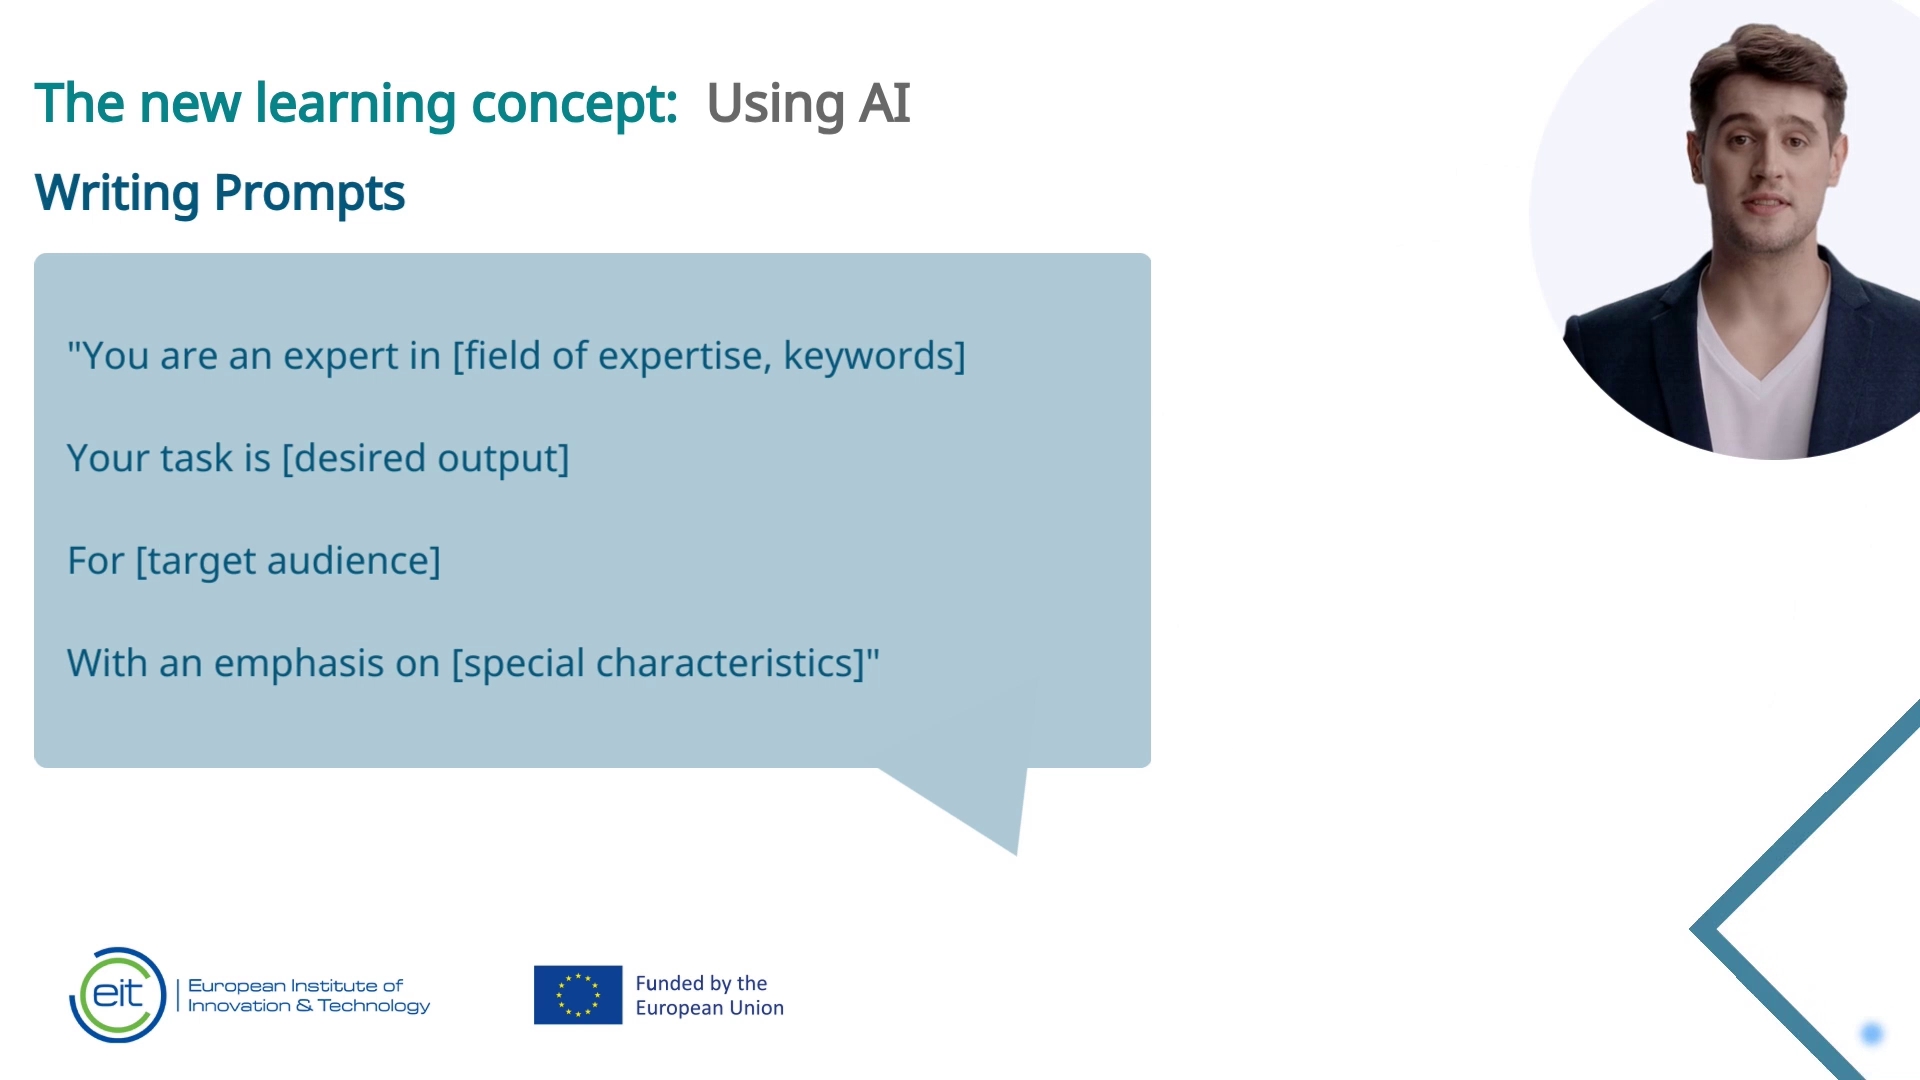 The new learning concept: Using AI
Writing Prompts
"You are an expert in [field of expertise, keywords]
Your task is [desired output]
For [target audience]
With an emphasis on [special characteristics]"
eit
European Institute of
Innovation & Technology
Funded by the
European Union